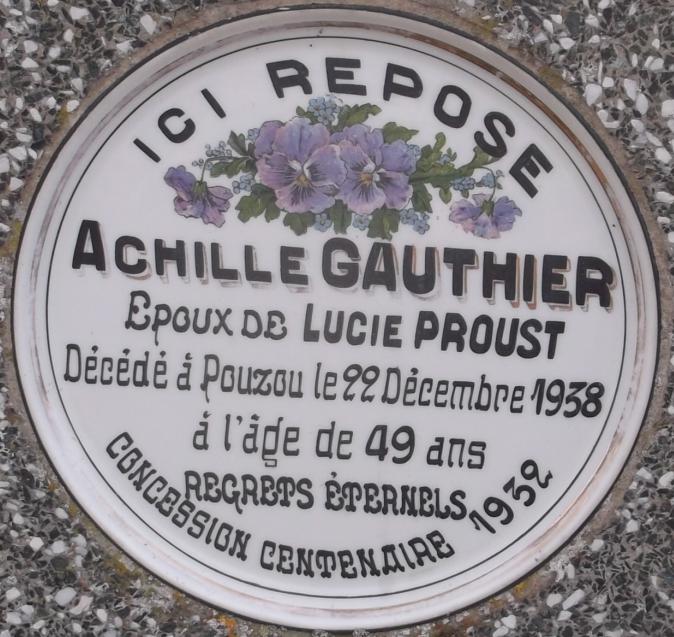 ICI REPOSE
ACHILLE GAUTHIER
EPOUX DE LUCIE PROUST
Décédé à Pouzou le 22 Décembre 1938
à l'âge de 49 ans
REGRETS ÉTERNELS
CONCESSION CENTENAIRE 1932